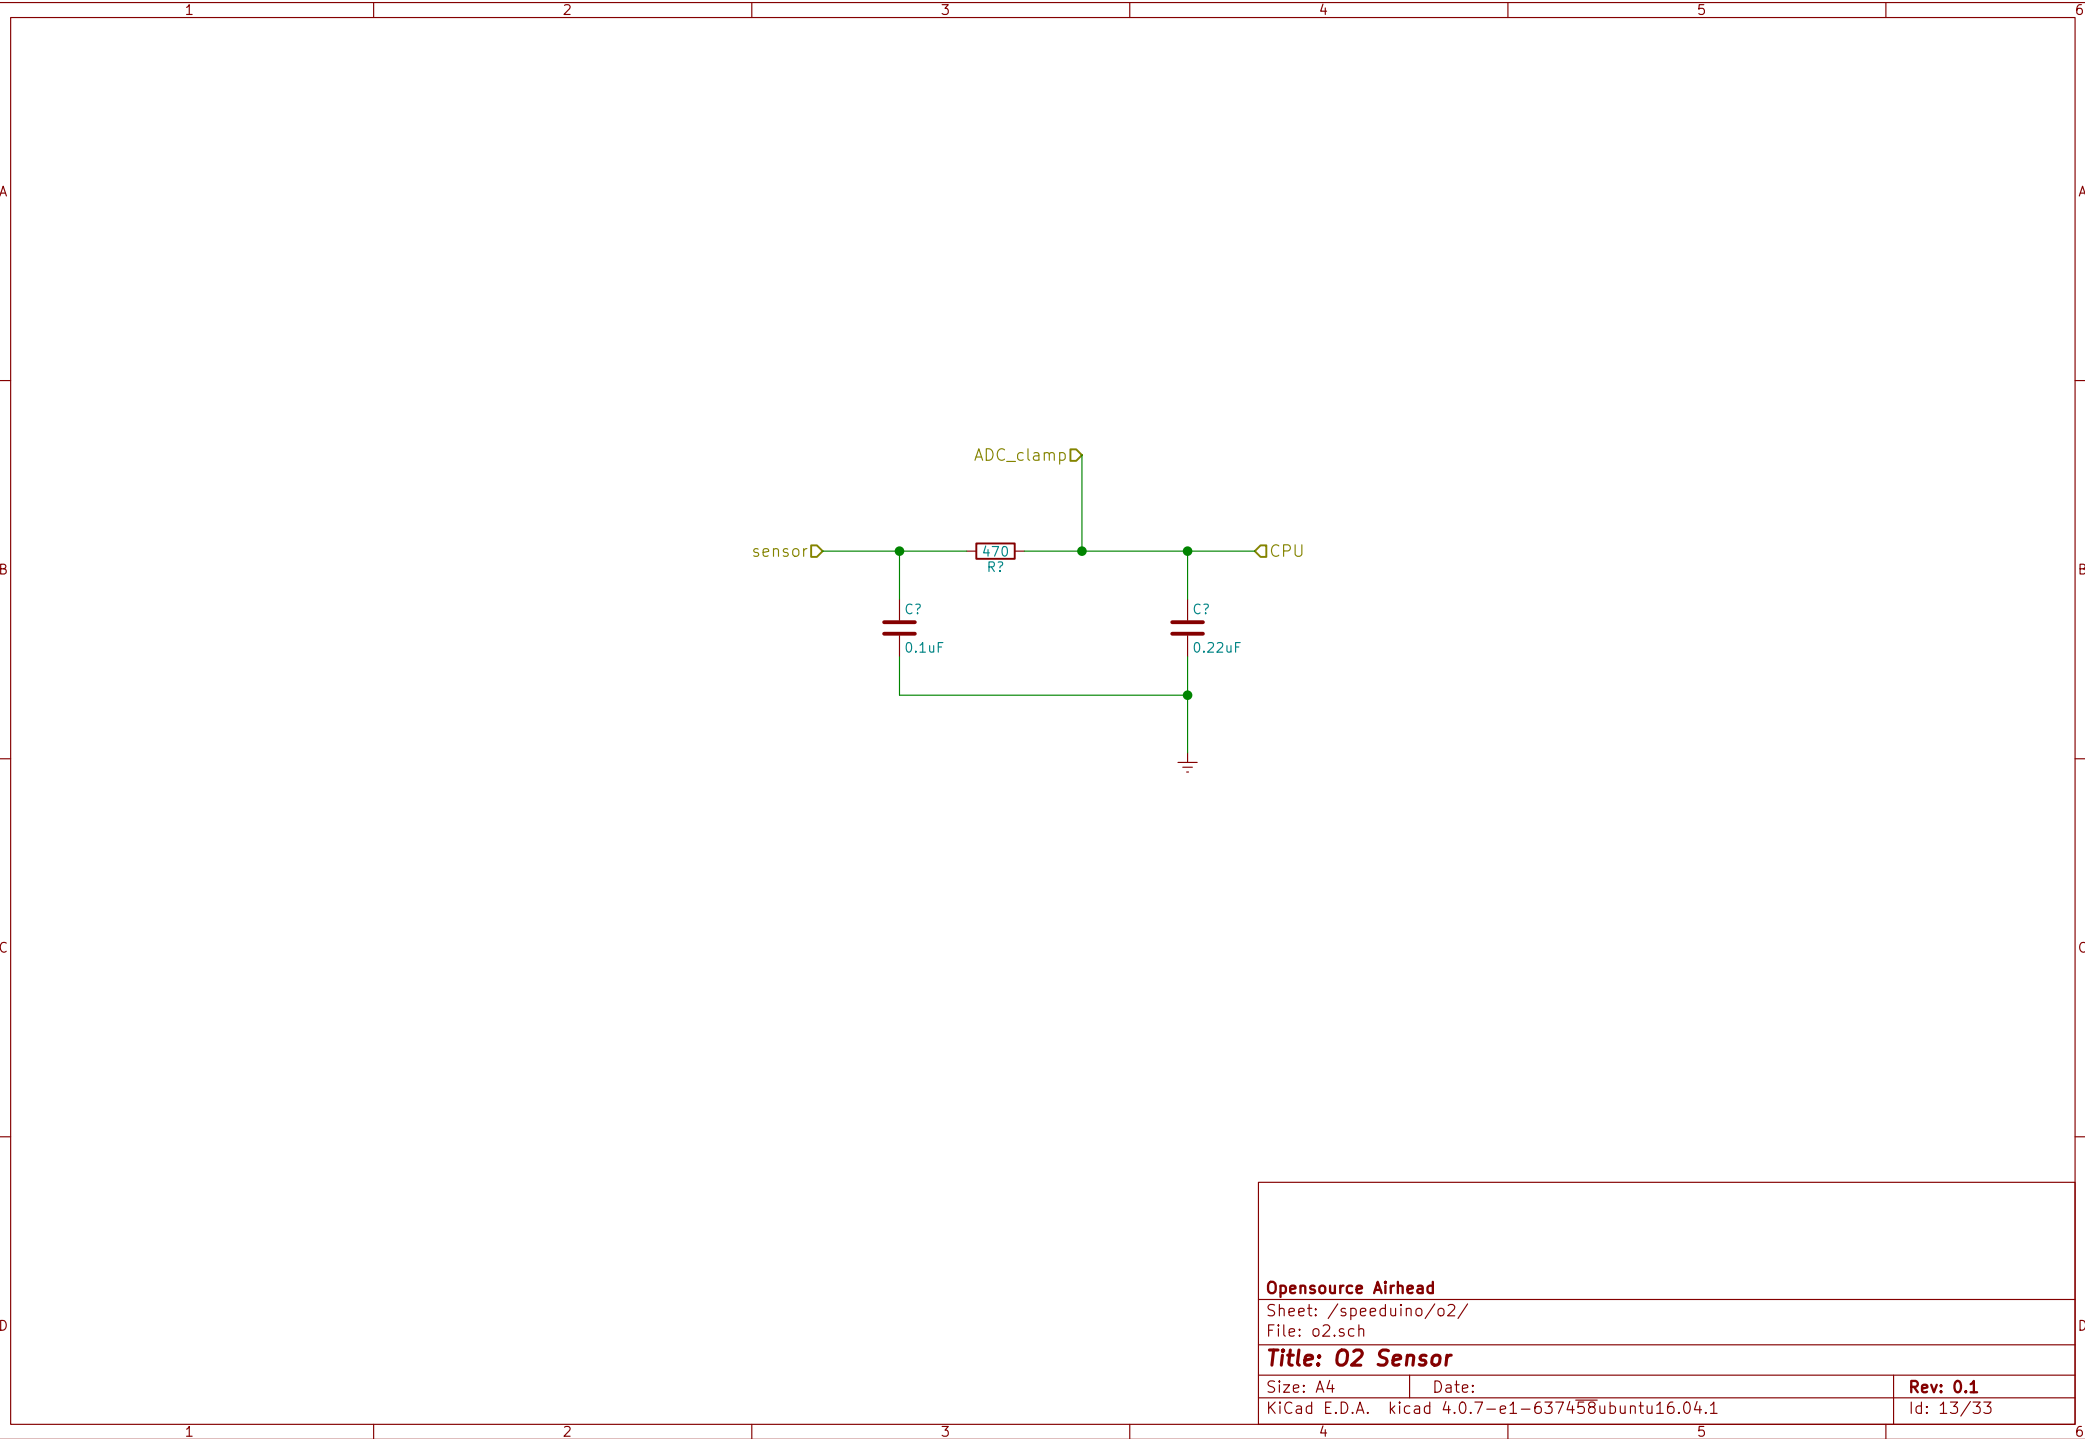 1 2 3 4 5 6
A A
ADC_clamp
sensor 470 CPU
R?
B B
C? C?
0.1uF 0.22uF
C C
Opensource Airhead
Sheet: /speeduino/o2/
File: o2.sch
D D
Title: O2 Sensor
Size: A4 Date: Rev: 0.1
KiCad E.D.A. kicad 4.0.7-e1-637458ubuntu16.04.1 Id: 13/33
1 2 3 4 5 6